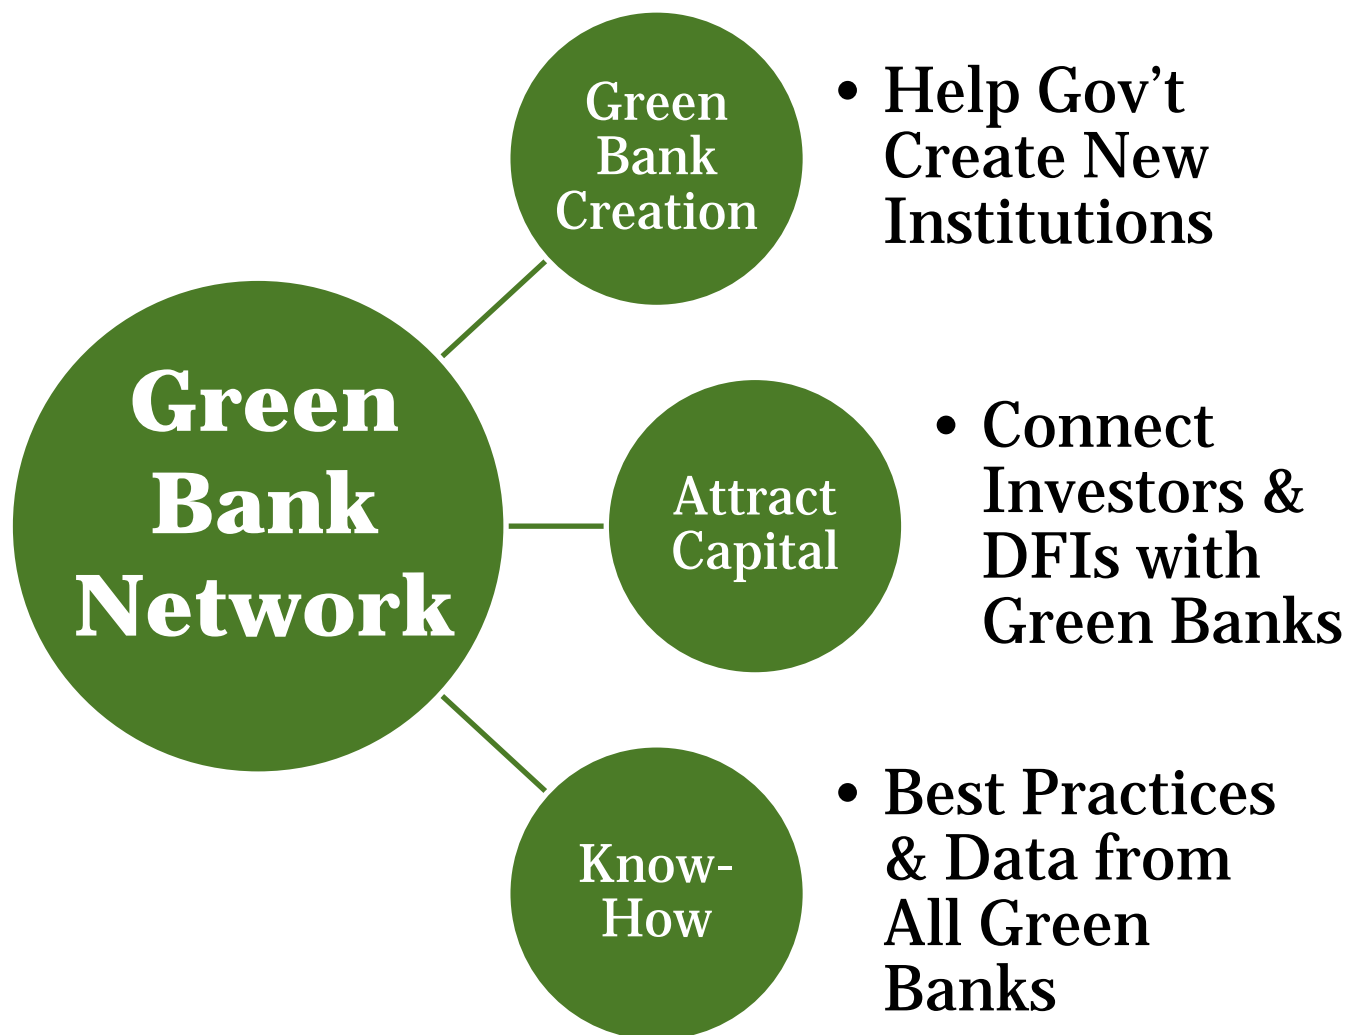 Green
Bank
Creation
• Help Gov’t
Create New
Institutions
Green
Bank
Network
Attract
Capital
• Connect
Investors &
DFIs with
Green Banks
Know-
How
• Best Practices
& Data from
All Green
Banks